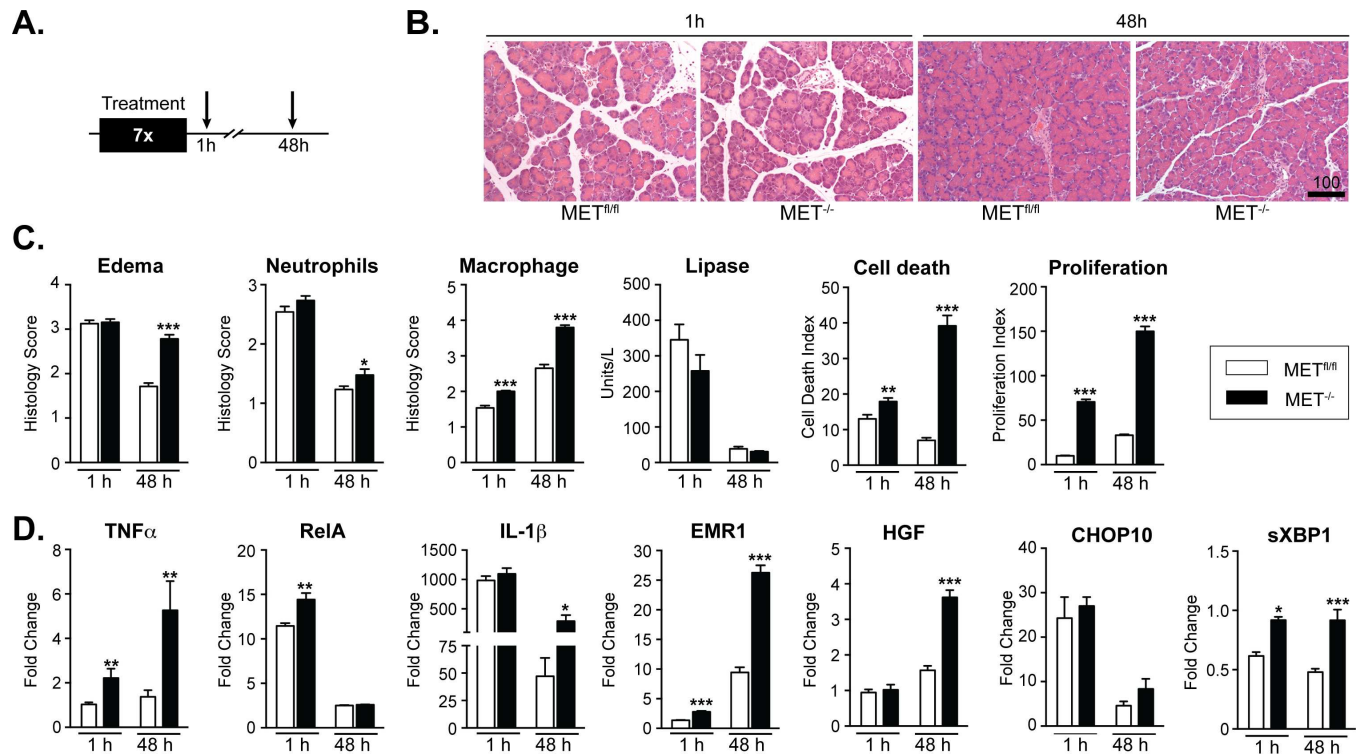 A.
Treatment
7x
1h
48h
B.
1h
48h
METfl/fl
MET-/-
METfl/fl
MET-/-
100
C.
Edema
Histology Score
4
3
2
1
0
1 h
48 h
***
Neutrophils
Histology Score
3
2
1
0
1 h
48 h
*
Macrophage
Histology Score
5
4
3
2
1
0
1 h
48 h
***
***
Lipase
Units/L
500
400
300
200
100
0
1 h
48 h
Cell death
Cell Death Index
50
40
30
20
10
0
1 h
48 h
**
***
Proliferation
Proliferation Index
200
150
100
50
0
1 h
48 h
***
***
METfl/fl
MET-/-
D.
TNFα
Fold Change
8
6
4
2
0
1 h
48 h
**
**
RelA
Fold Change
20
15
10
5
0
1 h
48 h
**
IL-1β
Fold Change
1500
1000
500
75
50
25
0
1 h
48 h
*
EMR1
Fold Change
30
25
20
15
10
5
0
1 h
48 h
***
***
HGF
Fold Change
5
4
3
2
1
0
1 h
48 h
***
CHOP10
Fold Change
40
30
20
10
0
1 h
48 h
sXBP1
Fold Change
1.5
1.0
0.5
0.0
1 h
48 h
*
***